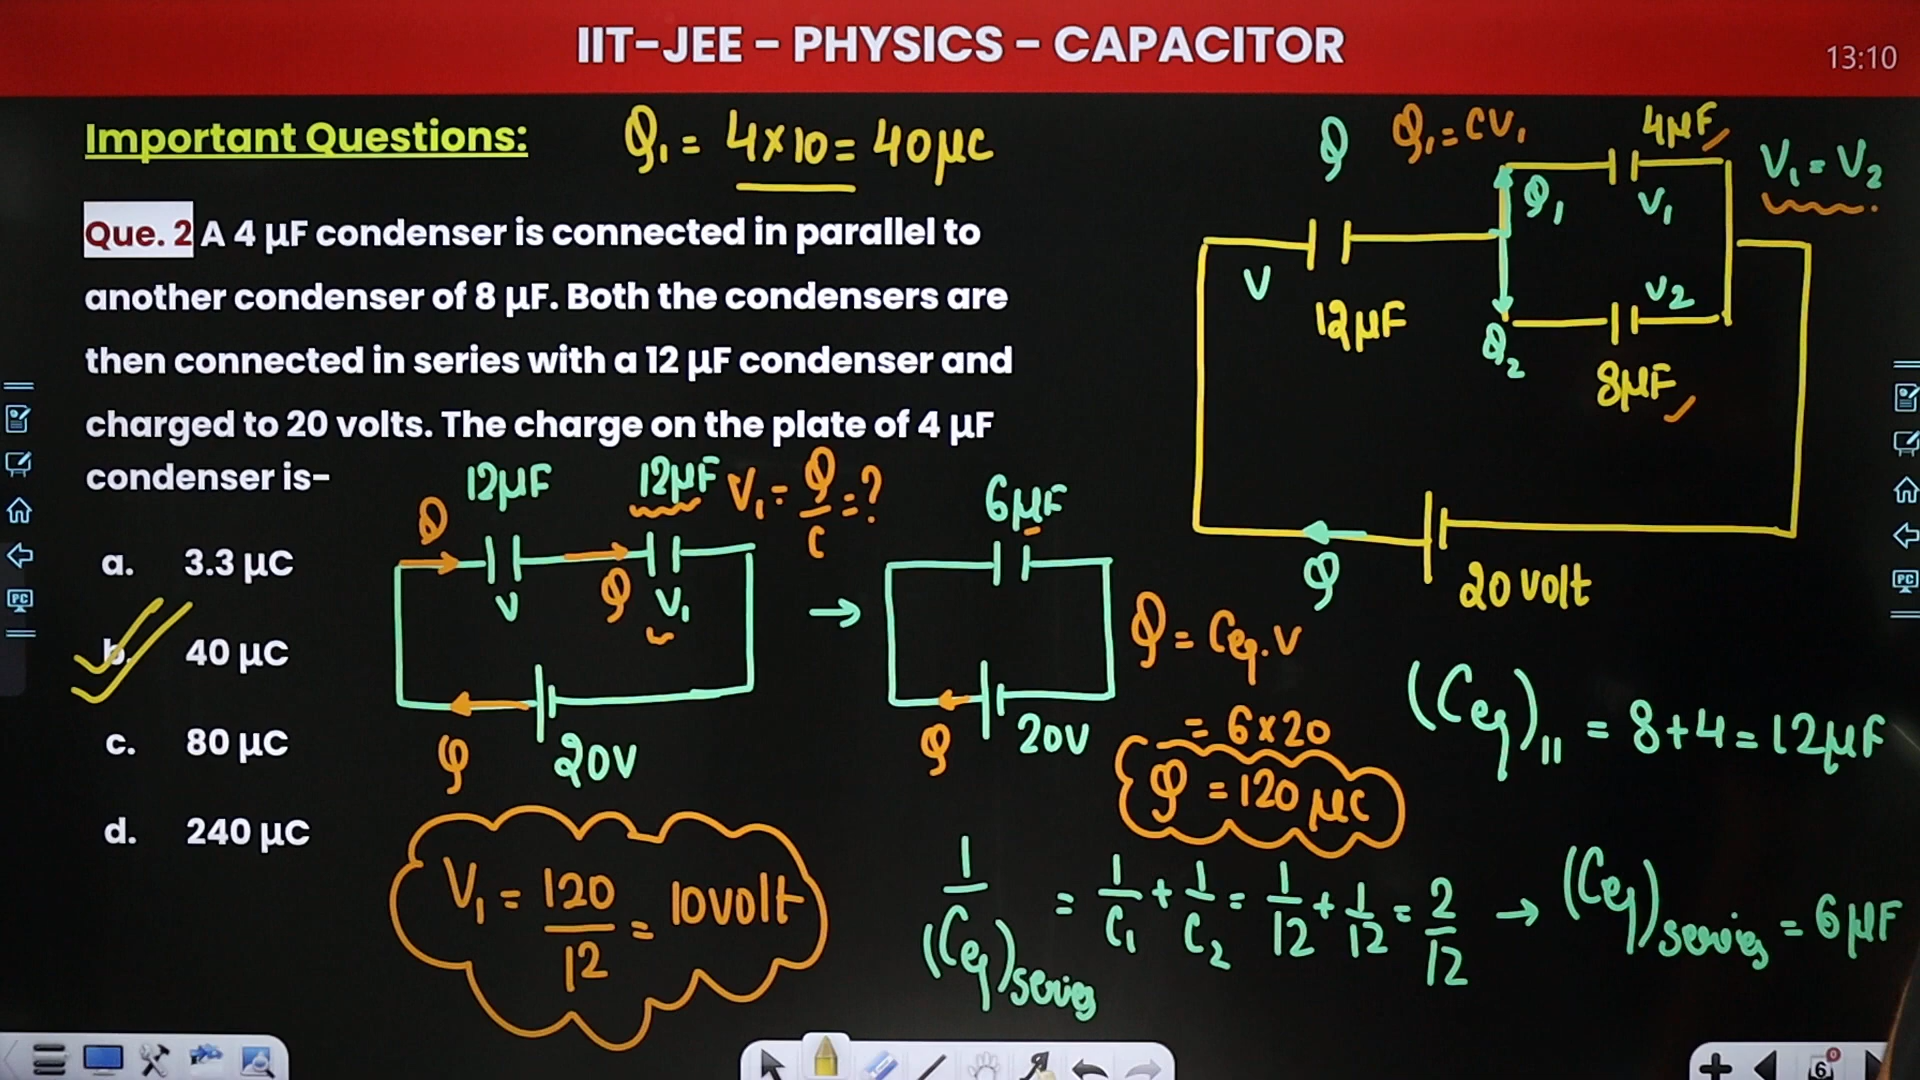 IIT-JEE - PHYSICS - CAPACITOR
13:10
Important Questions:
Q₁ = 4×10 = 40μC
Que. 2 A 4 μF condenser is connected in parallel to
another condenser of 8 μF. Both the condensers are
then connected in series with a 12 μF condenser and
charged to 20 volts. The charge on the plate of 4 μF
condenser is-
a. 3.3 μC
b. 40 μC
c. 80 μC
d. 240 μC
Q
Q₁ = CV₁
4μF
V₁ = V₂
Q₁
V₁
V
12μF
V₂
Q₂
8μF
Q
20 volt
12μF
12μF
V₁ = Q/C = ?
Q
V
Q
V₁
Q
20V
→
6μF
Q
20V
Q = Ceq.V
= 6×20
Q = 120 μC
(Ceq)₁₁ = 8+4 = 12μF
V₁ = 120/12 = 10volt
1/(Ceq)series = 1/C₁ + 1/C₂ = 1/12 + 1/12 = 2/12 → (Ceq)series = 6μF
PC
PC
6
0